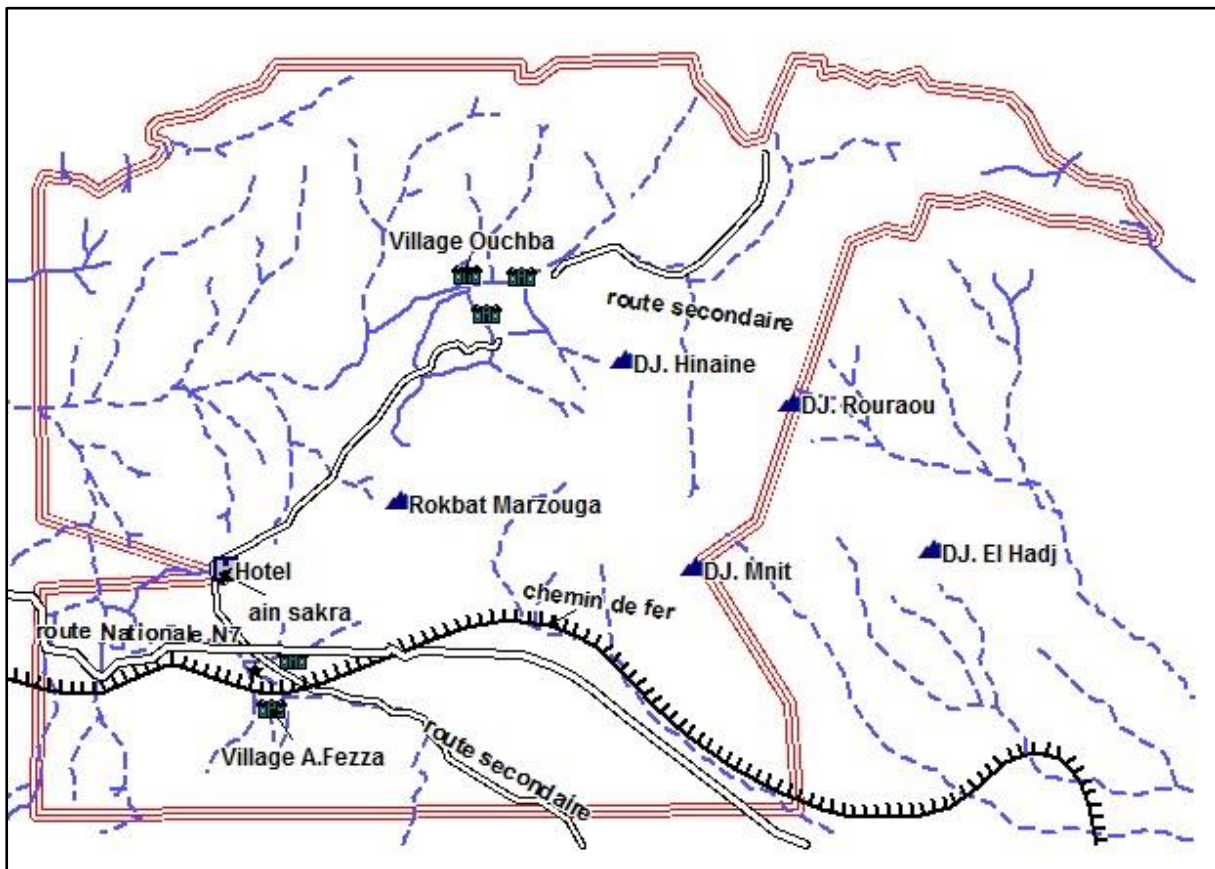 Village Ouchba
route secondaire
DJ. Hinaine
DJ. Rouraou
Rokbat Marzouga
DJ. El Hadj
Hotel
DJ. Mnit
ain sakra
chemin de fer
route Nationale N7
Village A.Fezza
route secondaire